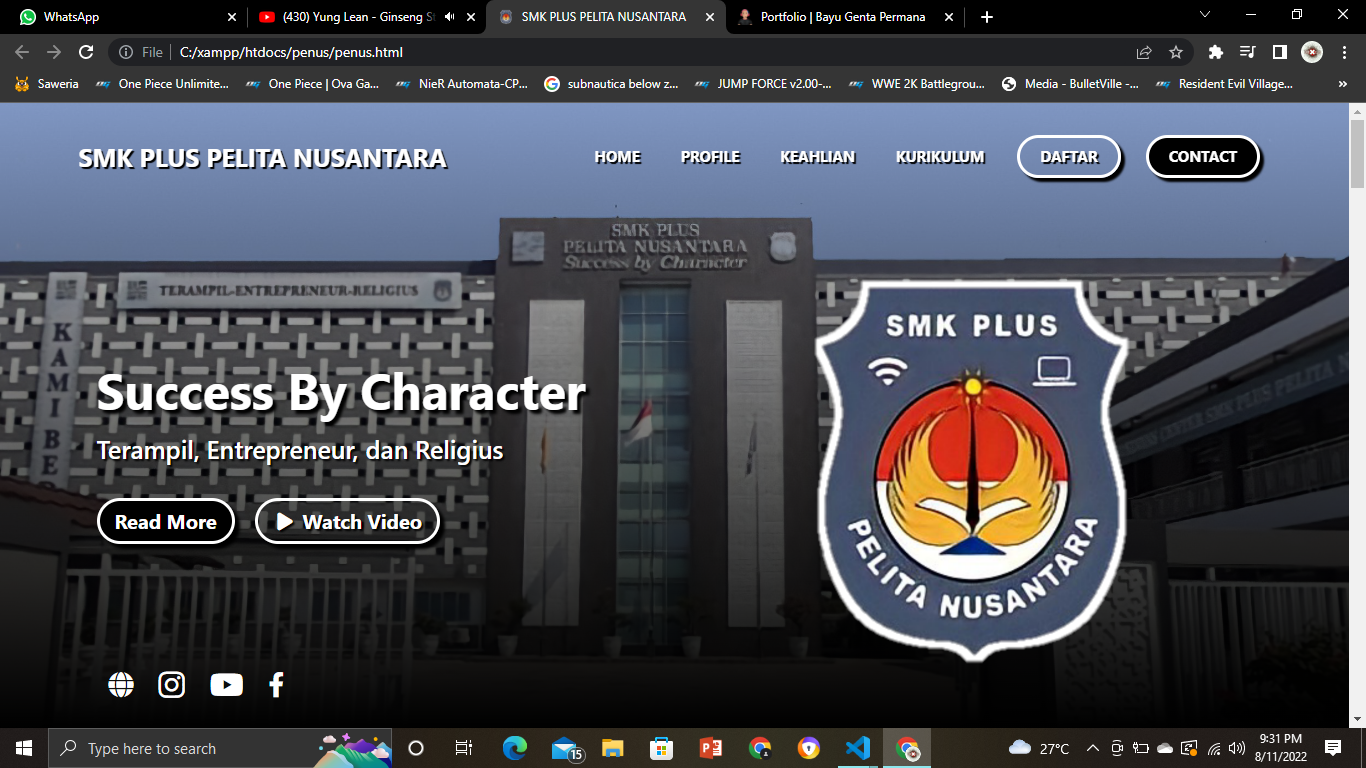 WhatsApp
(430) Yung Lean - Ginseng S
SMK PLUS PELITA NUSANTARA
Portfolio | Bayu Genta Permana
File
C:/xampp/htdocs/penus/penus.html
Saweria
One Piece Unlimite...
One Piece | Ova Ga...
NieR Automata-CP...
subnautica below z...
JUMP FORCE v2.00-...
WWE 2K Battlegrou...
Media - BulletVille -...
Resident Evil Village...
»
SMK PLUS PELITA NUSANTARA
HOME
PROFILE
KEAHLIAN
KURIKULUM
DAFTAR
CONTACT
SMK PLUS
PELITA NUSANTARA
Success by Character
TERAMPIL-ENTREPRENEUR-RELIGIUS
KAMI BE
SMK PLUS
PELITA NUSANTARA
Success By Character
Terampil, Entrepreneur, dan Religius
Read More
Watch Video
Type here to search
15
27°C
9:31 PM
8/11/2022